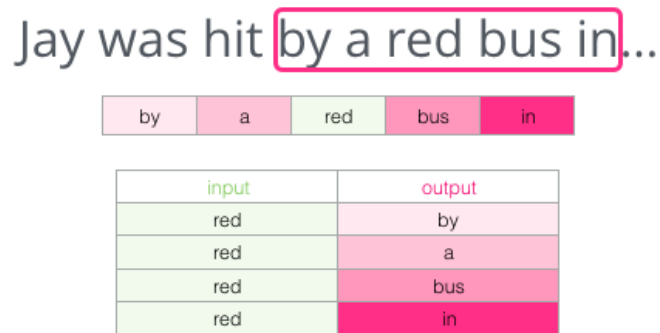 Jay was hit by a red bus in...
by a red bus in
input output
red by
red a
red bus
red in